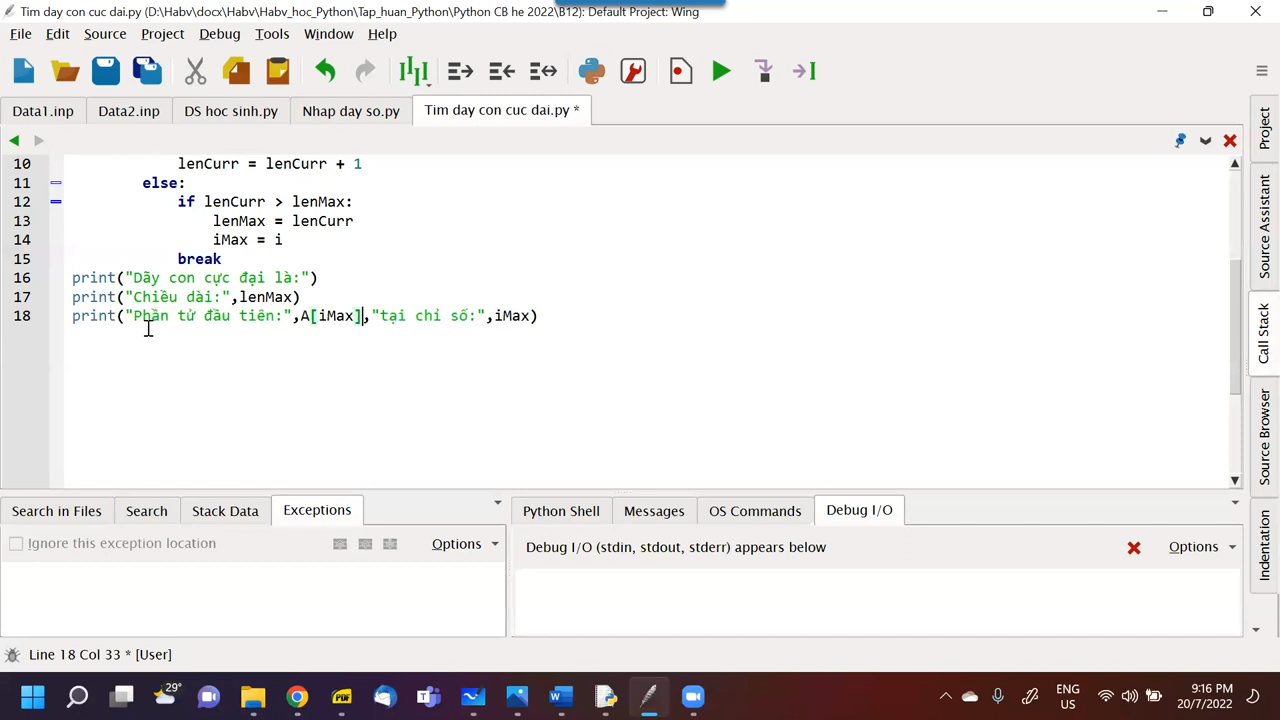 Tim day con cuc dai.py (D:\Habv\docx\Habv\Habv_hoc_Python\Tap_huan_Python\Python CB he 2022\B12): Default Project: Wing
File Edit Source Project Debug Tools Window Help
Data1.inp Data2.inp DS hoc sinh.py Nhap day so.py Tim day con cuc dai.py *
10 lenCurr = lenCurr + 1
11 else:
12 if lenCurr > lenMax:
13 lenMax = lenCurr
14 iMax = i
15 break
16 print("Dãy con cực đại là:")
17 print("Chiều dài:",lenMax)
18 print("Phần tử đầu tiên:",A[iMax],"tại chỉ số:",iMax)
Project
Source Assistant
Call Stack
Source Browser
Indentation
Search in Files Search Stack Data Exceptions
Ignore this exception location Options
Python Shell Messages OS Commands Debug I/O
Debug I/O (stdin, stdout, stderr) appears below Options
Line 18 Col 33 * [User]
29°
PDF
ENG
US
9:16 PM
20/7/2022